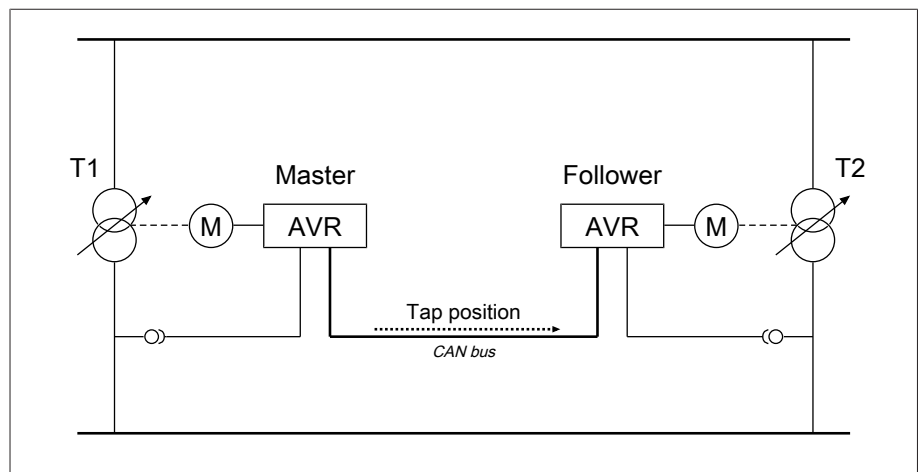 T1
Master
Follower
T2
M
AVR
AVR
M
Tap position
CAN bus